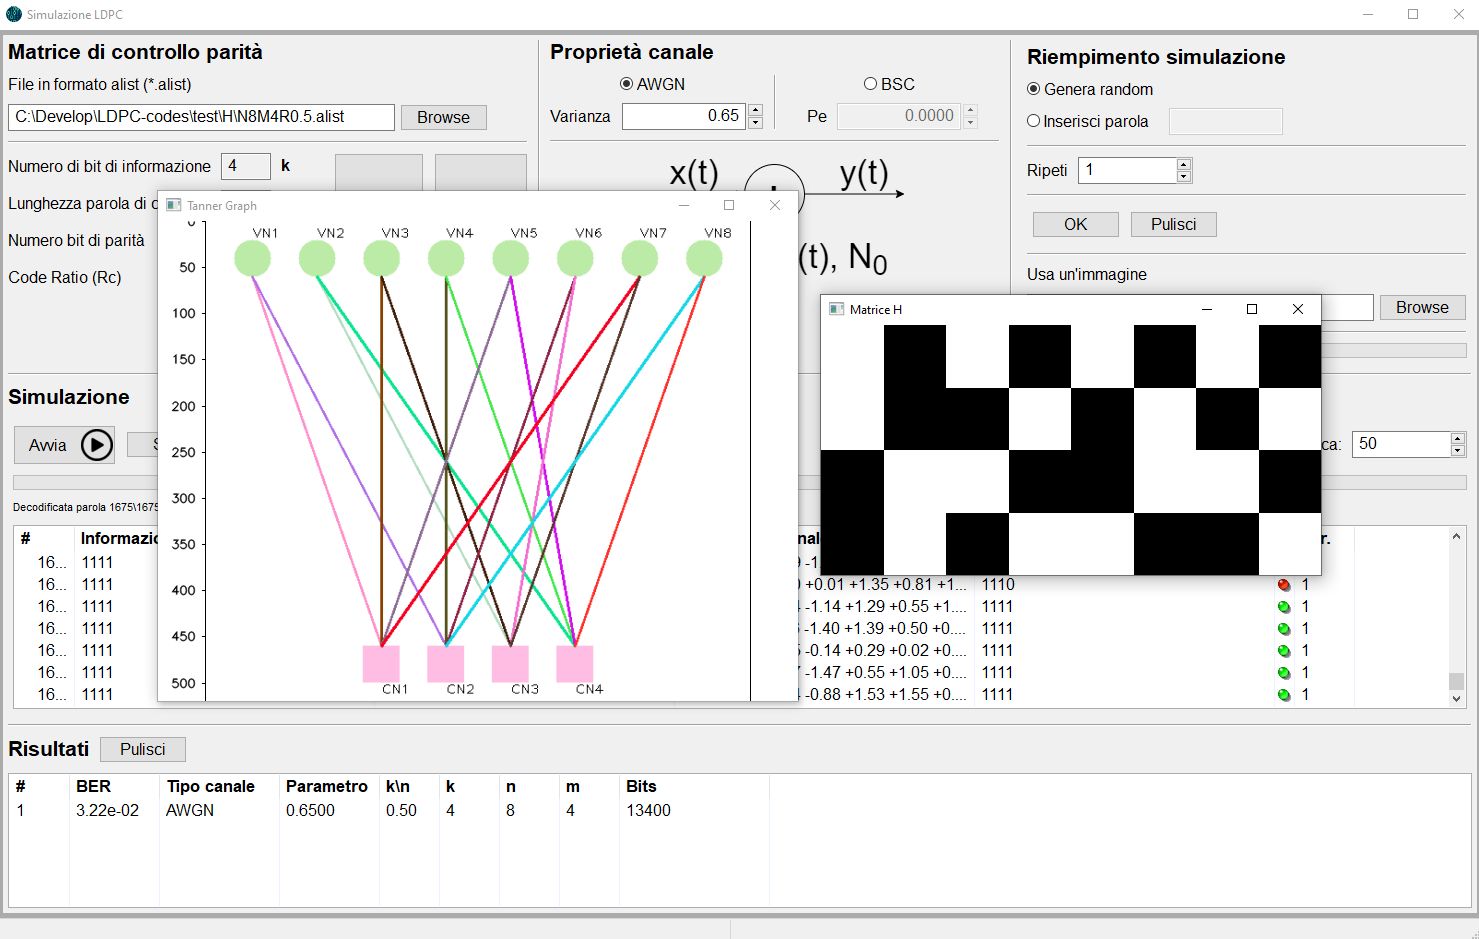 Simulazione LDPC
Matrice di controllo parità
File in formato alist (*.alist)
C:\Develop\LDPC-codes\test\H\N8M4R0.5.alist
Browse
Numero di bit di informazione 4 k
Lunghezza parola di c
Numero bit di parità
Code Ratio (Rc)
Proprietà canale
AWGN
BSC
Varianza 0.65
Pe 0.0000
x(t)
y(t)
(t), N0
Riempimento simulazione
Genera random
Inserisci parola
Ripeti 1
OK
Pulisci
Usa un'immagine
Browse
Tanner Graph
VN1 VN2 VN3 VN4 VN5 VN6 VN7 VN8
50
100
150
200
250
300
350
400
450
500
CN1 CN2 CN3 CN4
Matrice H
Simulazione
Avvia
S
ca: 50
Decodificata parola 1675\1675
# Informazio nal r.
16... 1111
16... 1111 +0.01 +1.35 +0.81 +1... 1110 1
16... 1111 -1.14 +1.29 +0.55 +1... 1111 1
16... 1111 -1.40 +1.39 +0.50 +0.... 1111 1
16... 1111 -0.14 +0.29 +0.02 +0.... 1111 1
16... 1111 -1.47 +0.55 +1.05 +0.... 1111 1
16... 1111 -0.88 +1.53 +1.55 +0.... 1111 1
Risultati
Pulisci
# BER Tipo canale Parametro k\n k n m Bits
1 3.22e-02 AWGN 0.6500 0.50 4 8 4 13400